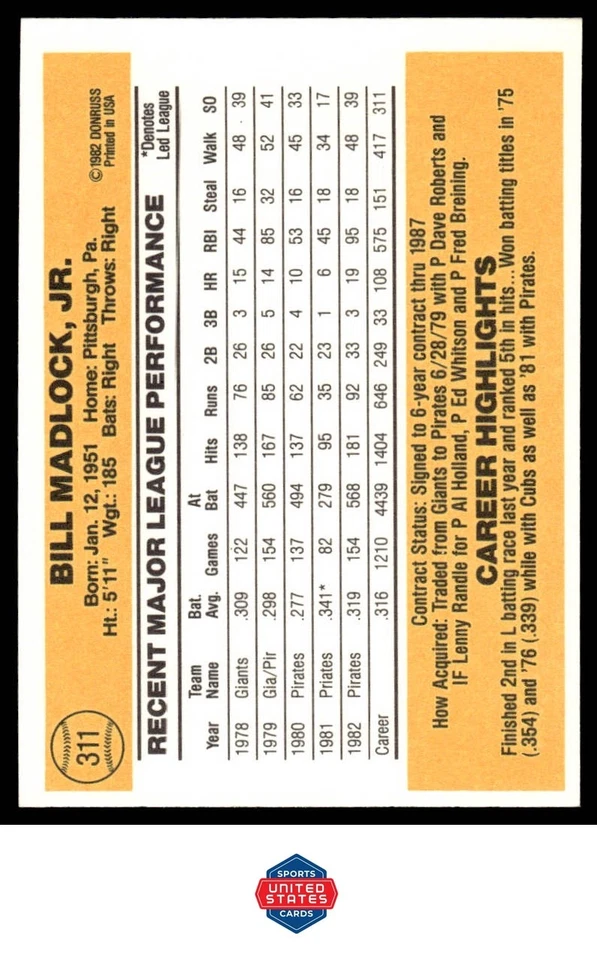 311
BILL MADLOCK, JR.
Born: Jan. 12, 1951 Home: Pittsburgh, Pa.
Ht.: 5'11" Wgt.: 185 Bats: Right Throws: Right
©1982 DONRUSS
Printed in USA
RECENT MAJOR LEAGUE PERFORMANCE
*Denotes
Led League
Year Team Name Bat. Avg. Games At Bat Hits Runs 2B 3B HR RBI Steal Walk SO
1978 Giants .309 122 447 138 76 26 3 15 44 16 48 39
1979 Gia/Pir .298 154 560 167 85 26 5 14 85 32 52 41
1980 Pirates .277 137 494 137 62 22 4 10 53 16 45 33
1981 Priates .341* 82 279 95 35 23 1 6 45 18 34 17
1982 Pirates .319 154 568 181 92 33 3 19 95 18 48 39
Career .316 1210 4439 1404 646 249 33 108 575 151 417 311
Contract Status: Signed to 6-year contract thru 1987
How Acquired: Traded from Giants to Pirates 6/28/79 with P Dave Roberts and
IF Lenny Randle for P Al Holland, P Ed Whitson and P Fred Breining.
CAREER HIGHLIGHTS
Finished 2nd in L batting race last year and ranked 5th in hits... Won batting titles in '75
(.354) and '76 (.339) while with Cubs as well as '81 with Pirates.
SPORTS
UNITED
STATES
CARDS